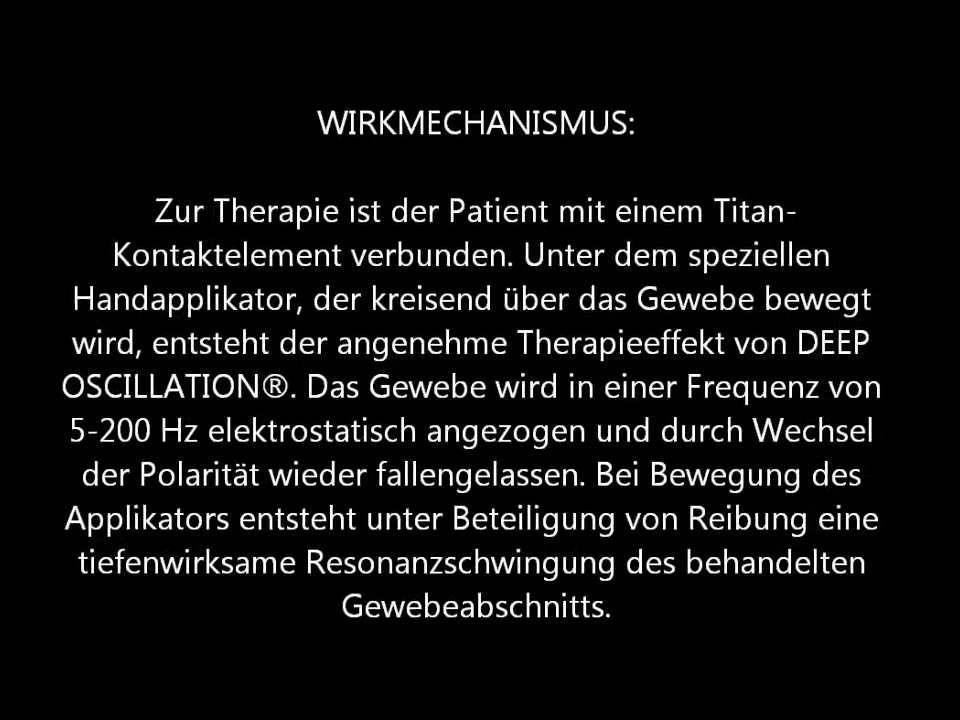 WIRKMECHANISMUS:
Zur Therapie ist der Patient mit einem Titan-
Kontaktelement verbunden. Unter dem speziellen
Handapplikator, der kreisend über das Gewebe bewegt
wird, entsteht der angenehme Therapieeffekt von DEEP
OSCILLATION®. Das Gewebe wird in einer Frequenz von
5-200 Hz elektrostatisch angezogen und durch Wechsel
der Polarität wieder fallengelassen. Bei Bewegung des
Applikators entsteht unter Beteiligung von Reibung eine
tiefenwirksame Resonanzschwingung des behandelten
Gewebeabschnitts.